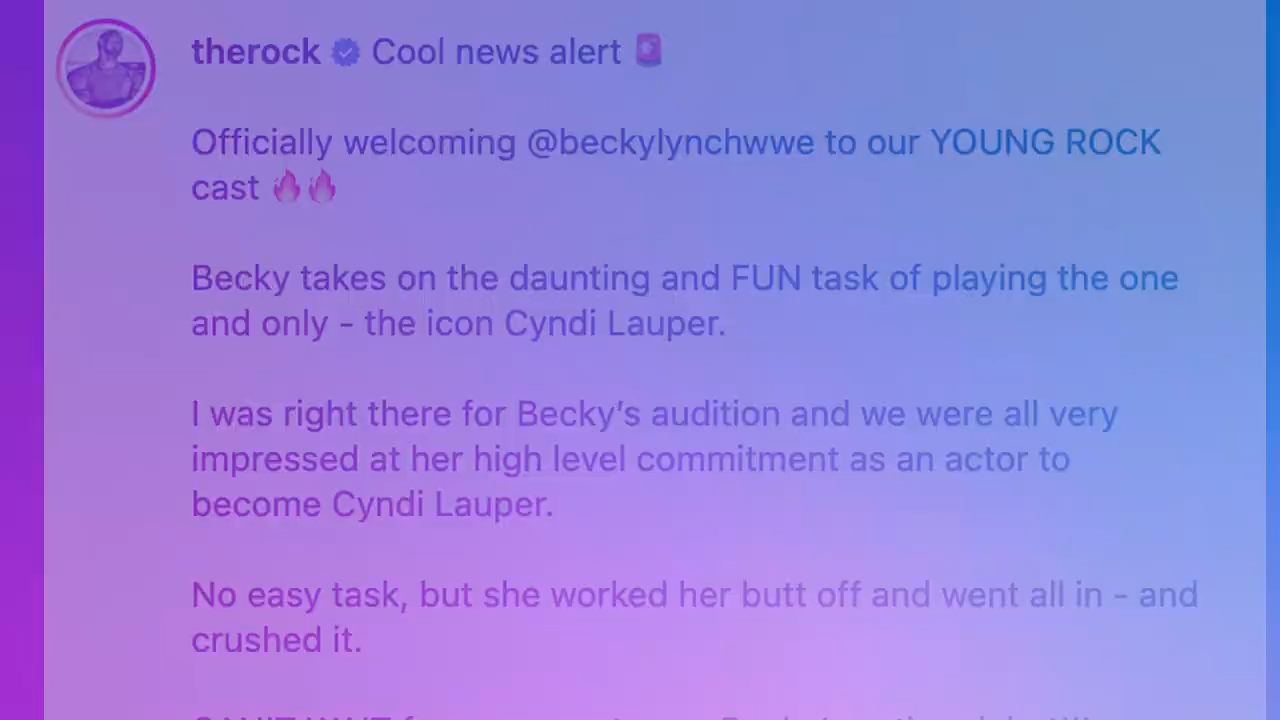 therock Cool news alert 🚨
Officially welcoming @beckylynchwwe to our YOUNG ROCK
cast 🔥🔥
Becky takes on the daunting and FUN task of playing the one
and only - the icon Cyndi Lauper.
I was right there for Becky’s audition and we were all very
impressed at her high level commitment as an actor to
become Cyndi Lauper.
No easy task, but she worked her butt off and went all in - and
crushed it.